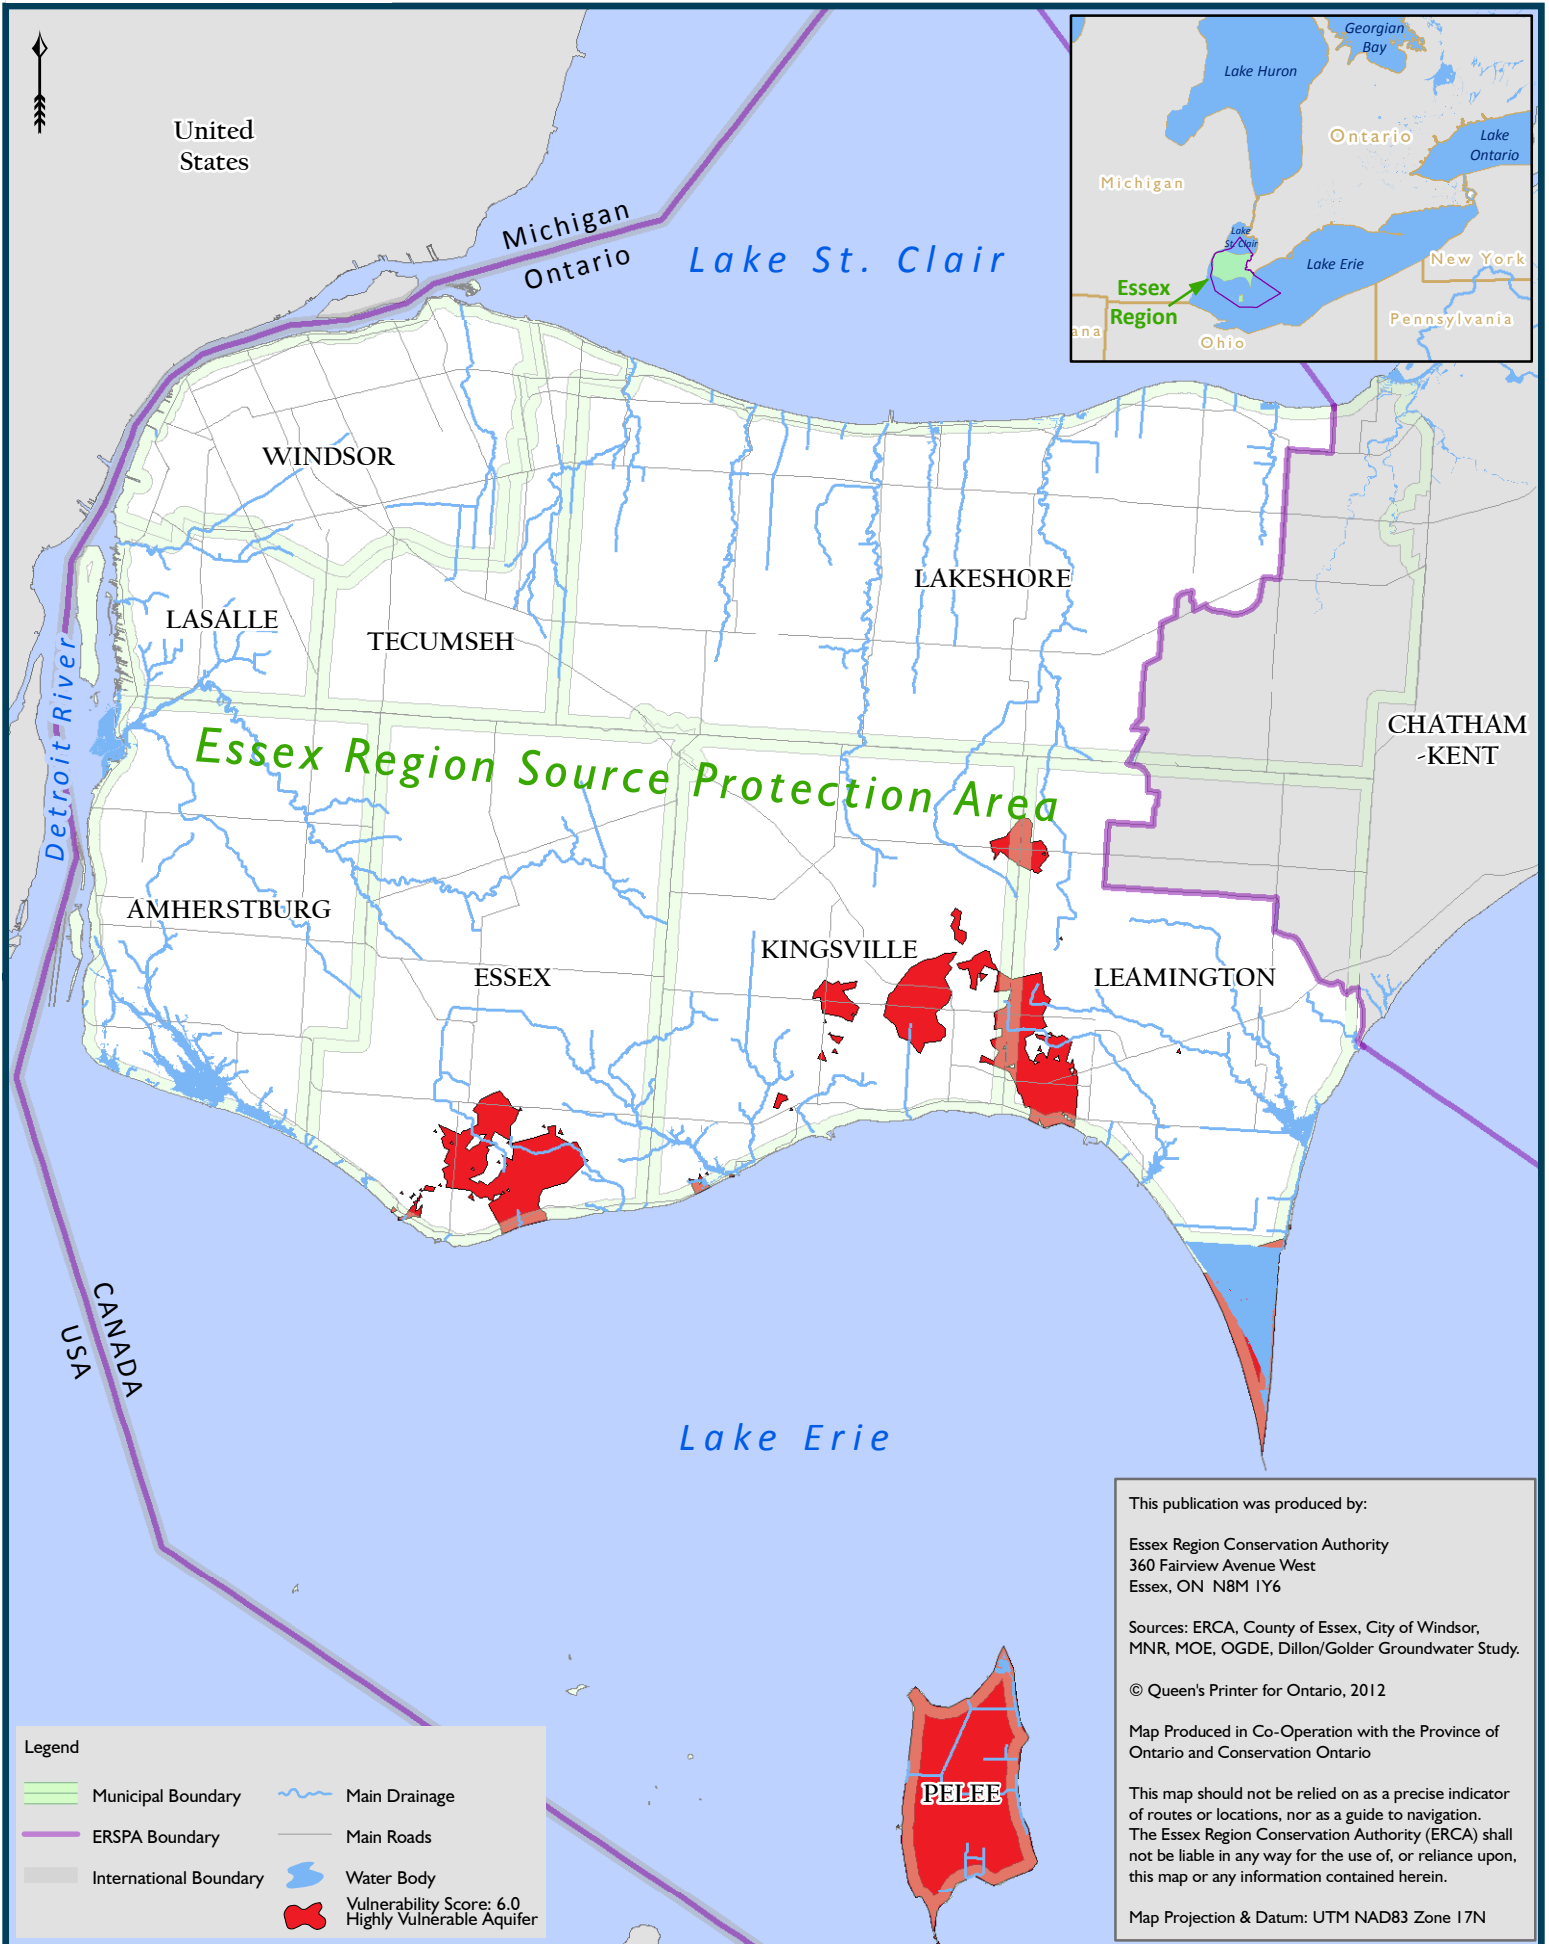 United
States
Michigan
Ontario
Lake St. Clair
Georgian
Bay
Lake Huron
Ontario
Lake
Ontario
Michigan
Lake
St. Clair
Lake Erie
New York
Essex
Region
Pennsylvania
ana
Ohio
WINDSOR
LAKESHORE
LASALLE
TECUMSEH
Detroit River
CHATHAM
-KENT
Essex Region Source Protection Area
AMHERSTBURG
KINGSVILLE
ESSEX
LEAMINGTON
CANADA
USA
Lake Erie
PELEE
This publication was produced by:
Essex Region Conservation Authority
360 Fairview Avenue West
Essex, ON  N8M 1Y6
Sources: ERCA, County of Essex, City of Windsor,
MNR, MOE, OGDE, Dillon/Golder Groundwater Study.
© Queen's Printer for Ontario, 2012
Map Produced in Co-Operation with the Province of
Ontario and Conservation Ontario
This map should not be relied on as a precise indicator
of routes or locations, nor as a guide to navigation.
The Essex Region Conservation Authority (ERCA) shall
not be liable in any way for the use of, or reliance upon,
this map or any information contained herein.
Map Projection & Datum: UTM NAD83 Zone 17N
Legend
Municipal Boundary
ERSPA Boundary
International Boundary
Main Drainage
Main Roads
Water Body
Vulnerability Score: 6.0
Highly Vulnerable Aquifer